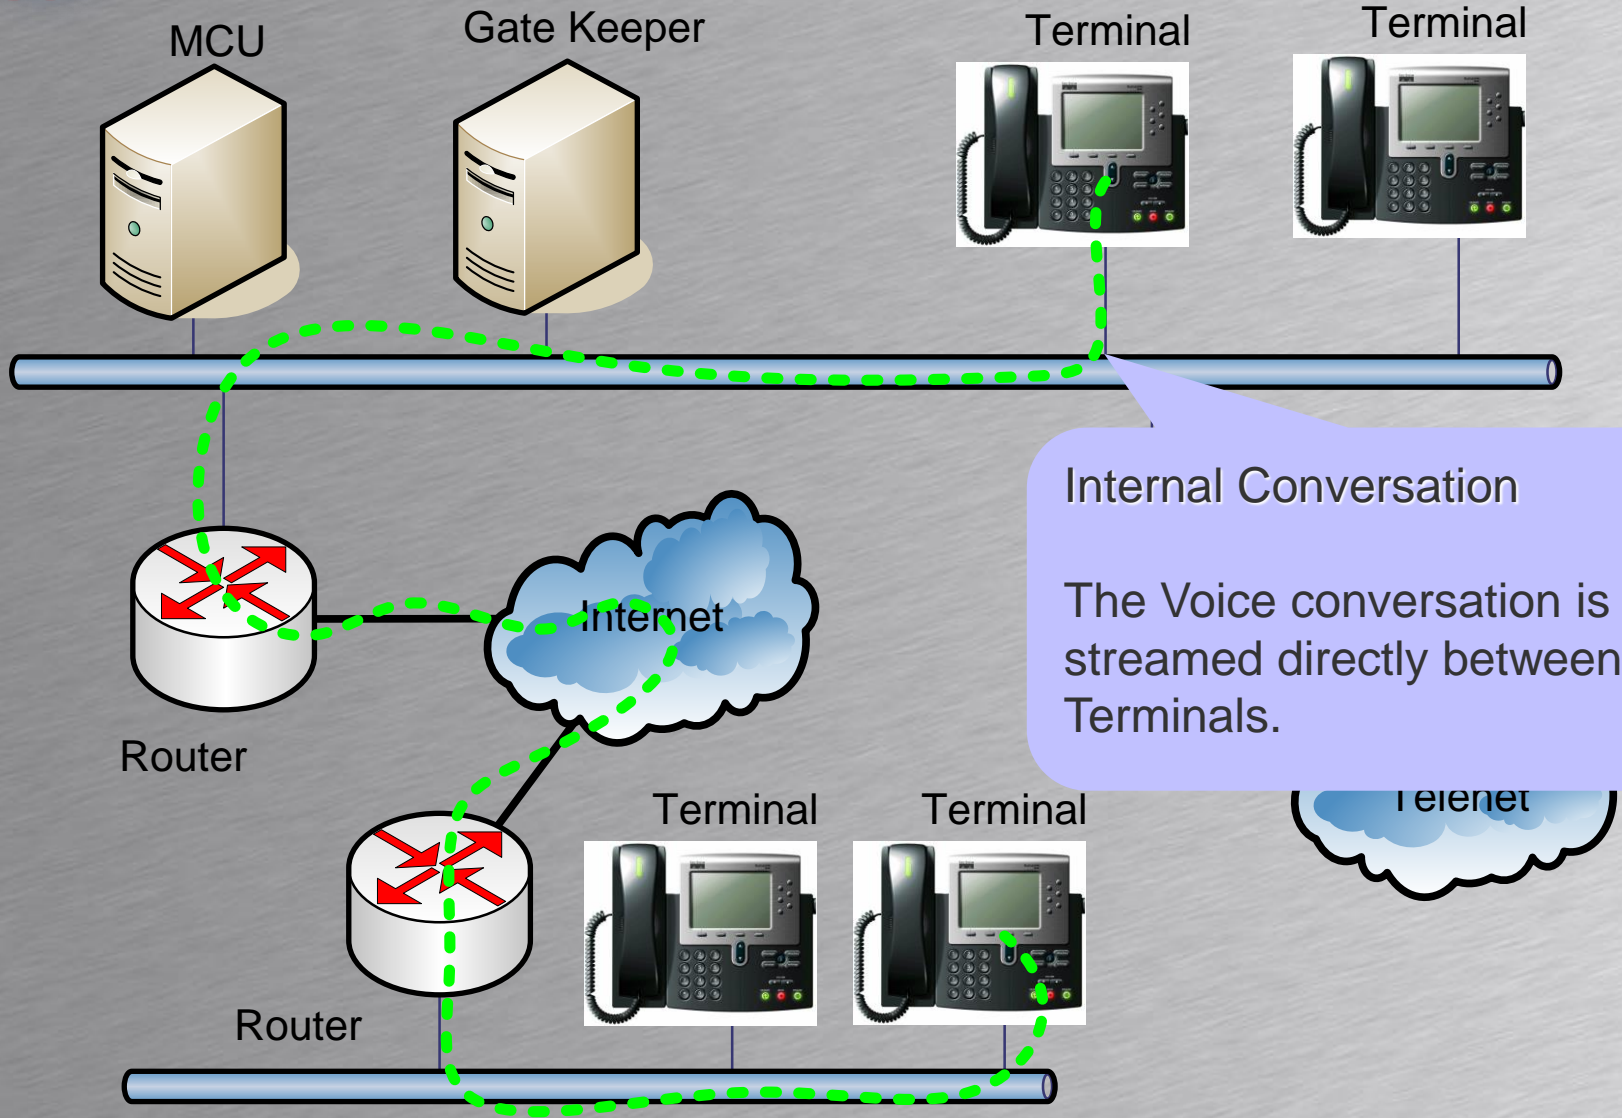 MCU
Gate Keeper
Terminal
Terminal
Internal Conversation
The Voice conversation is
streamed directly between
Terminals.
Internet
Router
Terminal
Terminal
Telenet
Router